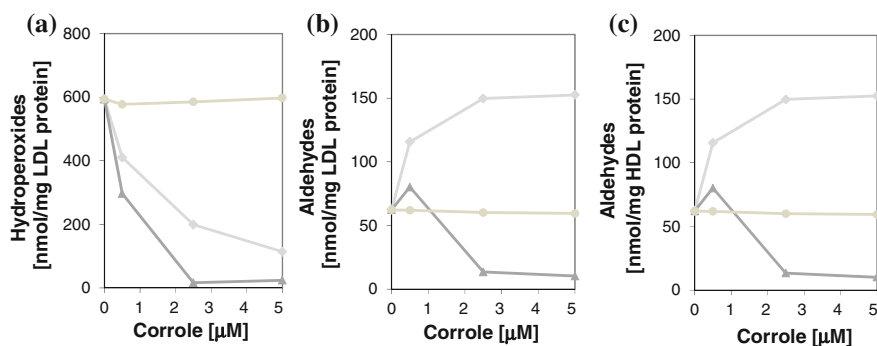 (a)
Hydroperoxides
[nmol/mg LDL protein]
800
600
400
200
0
0 1 2 3 4 5
Corrole [µM]
(b)
Aldehydes
[nmol/mg LDL protein]
200
150
100
50
0
0 1 2 3 4 5
Corrole [µM]
(c)
Aldehydes
[nmol/mg HDL protein]
200
150
100
50
0
0 1 2 3 4 5
Corrole [µM]